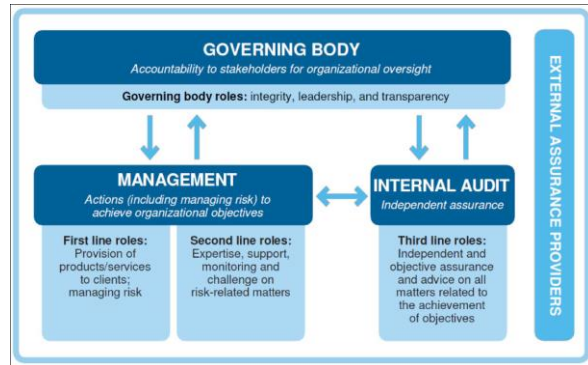 GOVERNING BODY
Accountability to stakeholders for organizational oversight
Governing body roles: integrity, leadership, and transparency
MANAGEMENT
Actions (including managing risk) to
achieve organizational objectives
First line roles:
Provision of
products/services
to clients;
managing risk
Second line roles:
Expertise, support,
monitoring and
challenge on
risk-related matters
INTERNAL AUDIT
Independent assurance
Third line roles:
Independent and
objective assurance
and advice on all
matters related to
the achievement
of objectives
EXTERNAL ASSURANCE PROVIDERS